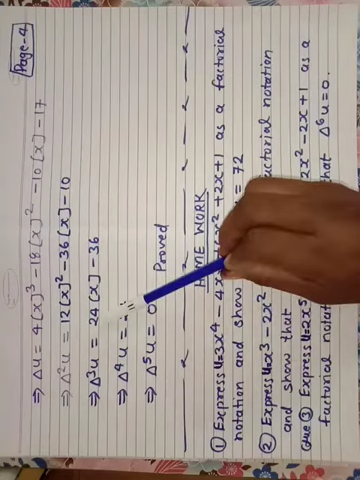 Page-4
⇒ Δu = 4[x]³ - 18[x]² - 10[x] - 17
⇒ Δ²u = 12[x]² - 36[x] - 10
⇒ Δ³u = 24[x] - 36
⇒ Δ⁴u =
⇒ Δ⁵u = 0 Proved
HOME WORK
① Express u=3x⁴ - 4x + 2x + 1 as a factorial
notation and show = 72
② Express u=x³ - 2x² factorial notation
and show that
Que ③ Express u=2x⁵ 2x² - 2x + 1 as a
factorial notat that Δ⁶u = 0.